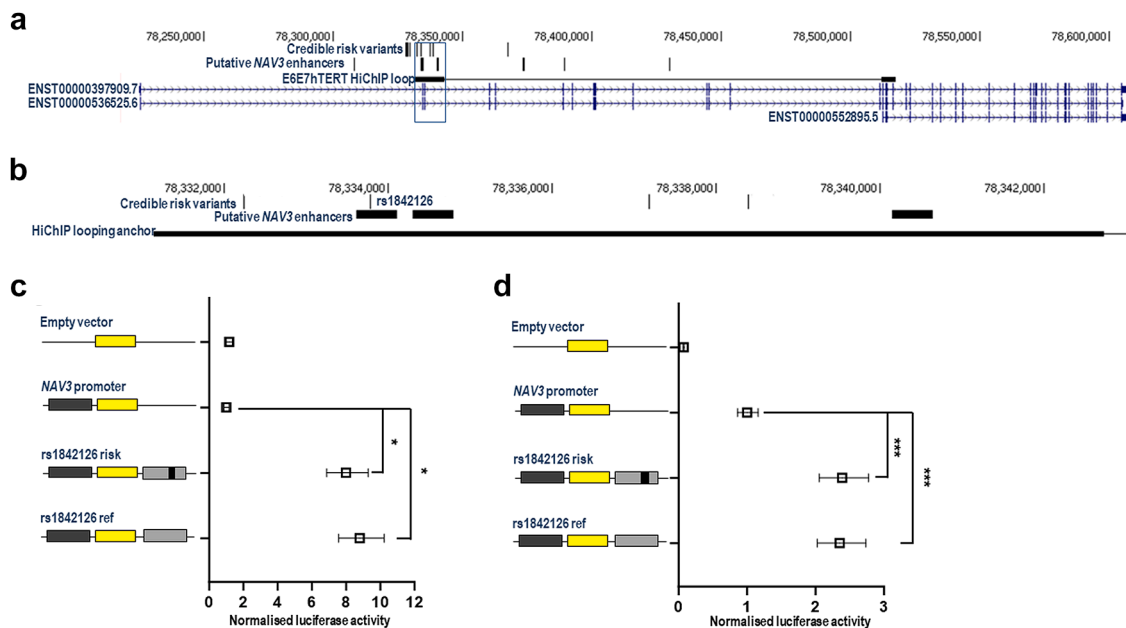 a
78,250,000 78,300,000 78,350,000 78,400,000 78,450,000 78,500,000 78,550,000 78,600,000
Credible risk variants
Putative NAV3 enhancers
E6E7hTERT HiChIP loop
ENST00000397909.7
ENST00000536525.6
ENST00000552895.5
b
78,332,000 78,334,000 78,336,000 78,338,000 78,340,000 78,342,000
Credible risk variants rs1842126
Putative NAV3 enhancers
HiChIP looping anchor
c
Empty vector
NAV3 promoter
rs1842126 risk
*
*
rs1842126 ref
0 2 4 6 8 10 12
Normalised luciferase activity
d
Empty vector
NAV3 promoter
rs1842126 risk
***
***
rs1842126 ref
0 1 2 3
Normalised luciferase activity